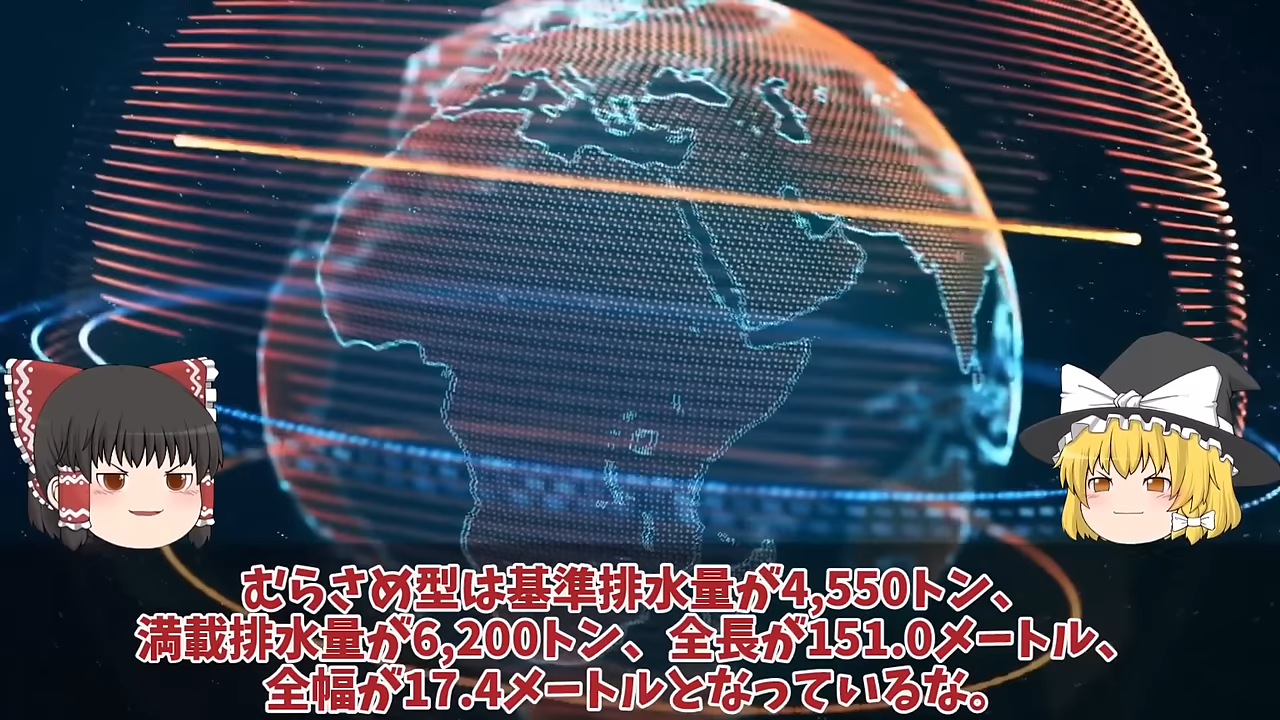 むらさめ型は基準排水量が4,550トン、
満載排水量が6,200トン、全長が151.0メートル、
全幅が17.4メートルとなっているな。